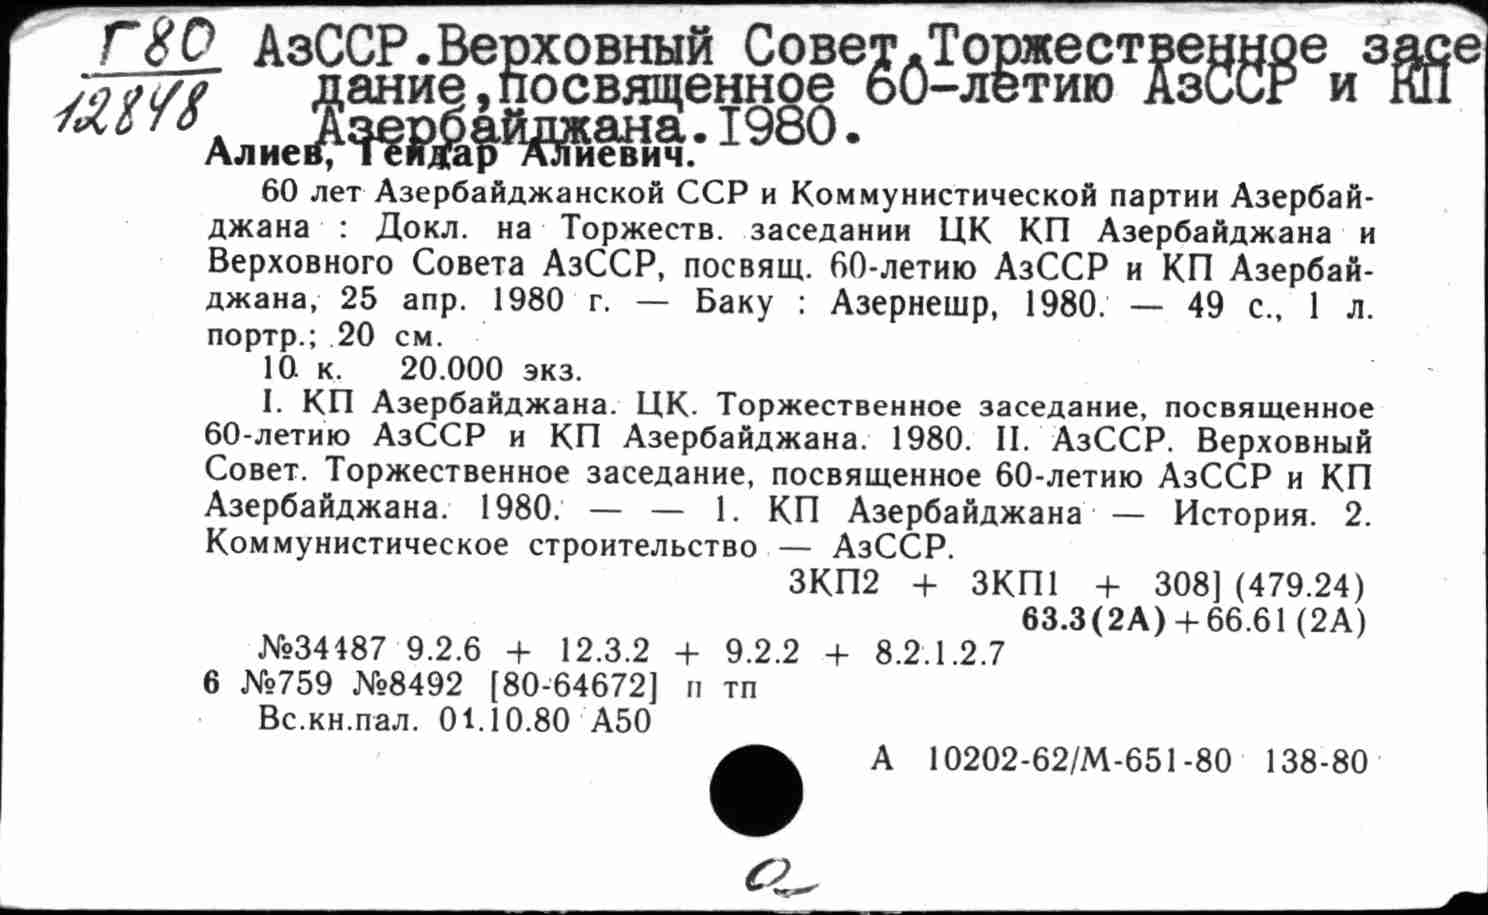 Г80 АзССР.Верховный Совет.Торжественное засе
12848 дание,посвященное 60-летию АзССР и КП
Азербайджана.1980.
Алиев, Гейдар Алиевич.
60 лет Азербайджанской ССР и Коммунистической партии Азербай-
джана : Докл. на Торжеств. заседании ЦК КП Азербайджана и
Верховного Совета АзССР, посвящ. 60-летию АзССР и КП Азербай-
джана, 25 апр. 1980 г. — Баку : Азернешр, 1980. — 49 с., 1 л.
портр.; 20 см.
10 к. 20.000 экз.
I. КП Азербайджана. ЦК. Торжественное заседание, посвященное
60-летию АзССР и КП Азербайджана. 1980. II. АзССР. Верховный
Совет. Торжественное заседание, посвященное 60-летию АзССР и КП
Азербайджана. 1980. — — 1. КП Азербайджана — История. 2.
Коммунистическое строительство — АзССР.
3КП2 + 3КП1 + 308] (479.24)
63.3(2А)+66.61(2А)
№34487 9.2.6 + 12.3.2 + 9.2.2 + 8.2.1.2.7
6 №759 №8492 [80-64672] п тп
Вс.кн.пал. 01.10.80 А50
А 10202-62/М-651-80 138-80